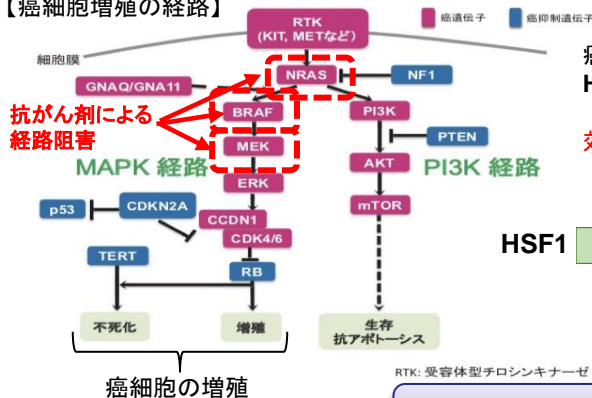 【癌細胞増殖の経路】
RTK
(KIT, METなど)
癌遺伝子
癌抑制遺伝子
細胞膜
NRAS
NF1
GNAQ/GNA11
抗がん剤による
経路阻害
BRAF
PI3K
MEK
PTEN
MAPK 経路
AKT
PI3K 経路
ERK
p53
CDKN2A
CCDN1
mTOR
CDK4/6
HSF1
TERT
RB
不死化
増殖
生存
抗アポトーシス
RTK: 受容体型チロシンキナーゼ
癌細胞の増殖